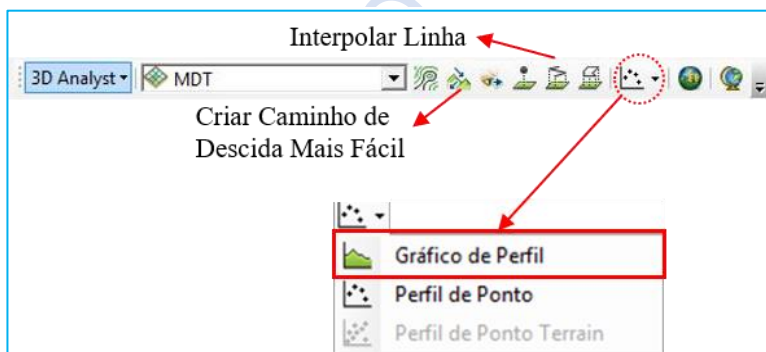 Interpolar Linha
3D Analyst
MDT
Criar Caminho de
Descida Mais Fácil
Gráfico de Perfil
Perfil de Ponto
Perfil de Ponto Terrain